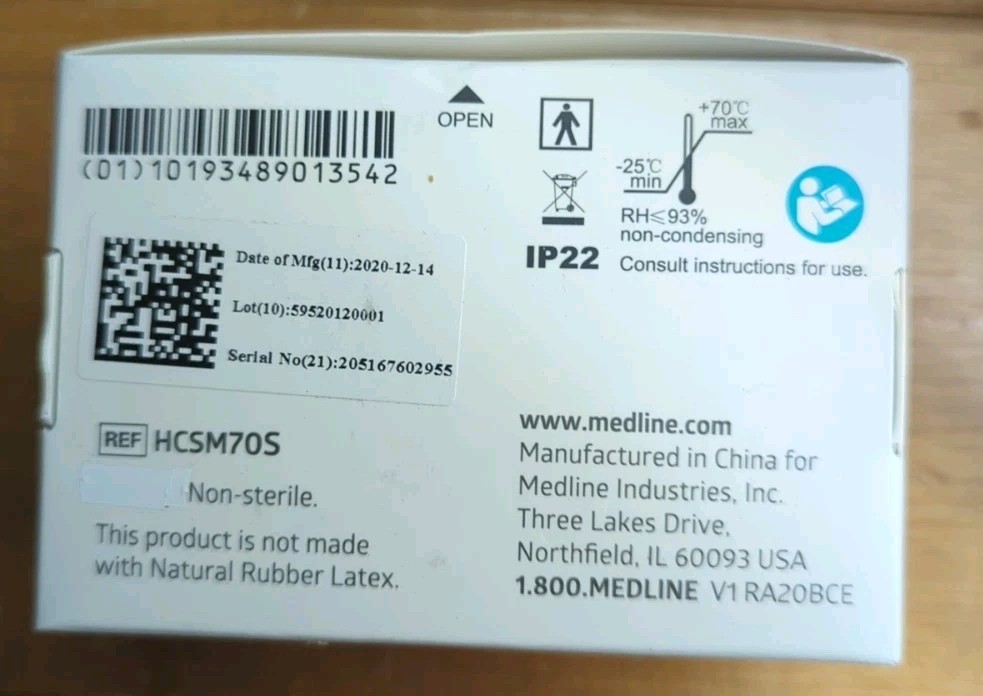 OPEN
(01)10193489013542
+70℃
max
-25℃
min
RH≤93%
non-condensing
IP22
Consult instructions for use.
Date of Mfg(11):2020-12-14
Lot(10):59520120001
Serial No(21):205167602955
REF HCSM70S
Non-sterile.
This product is not made
with Natural Rubber Latex.
www.medline.com
Manufactured in China for
Medline Industries, Inc.
Three Lakes Drive,
Northfield, IL 60093 USA
1.800.MEDLINE V1 RA20BCE